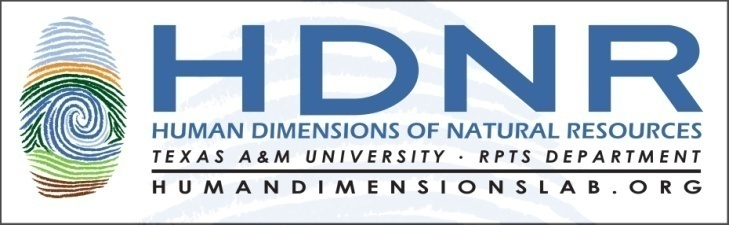 HDNR
HUMAN DIMENSIONS OF NATURAL RESOURCES
TEXAS A&M UNIVERSITY · RPTS DEPARTMENT
HUMANDIMENSIONSLAB.ORG